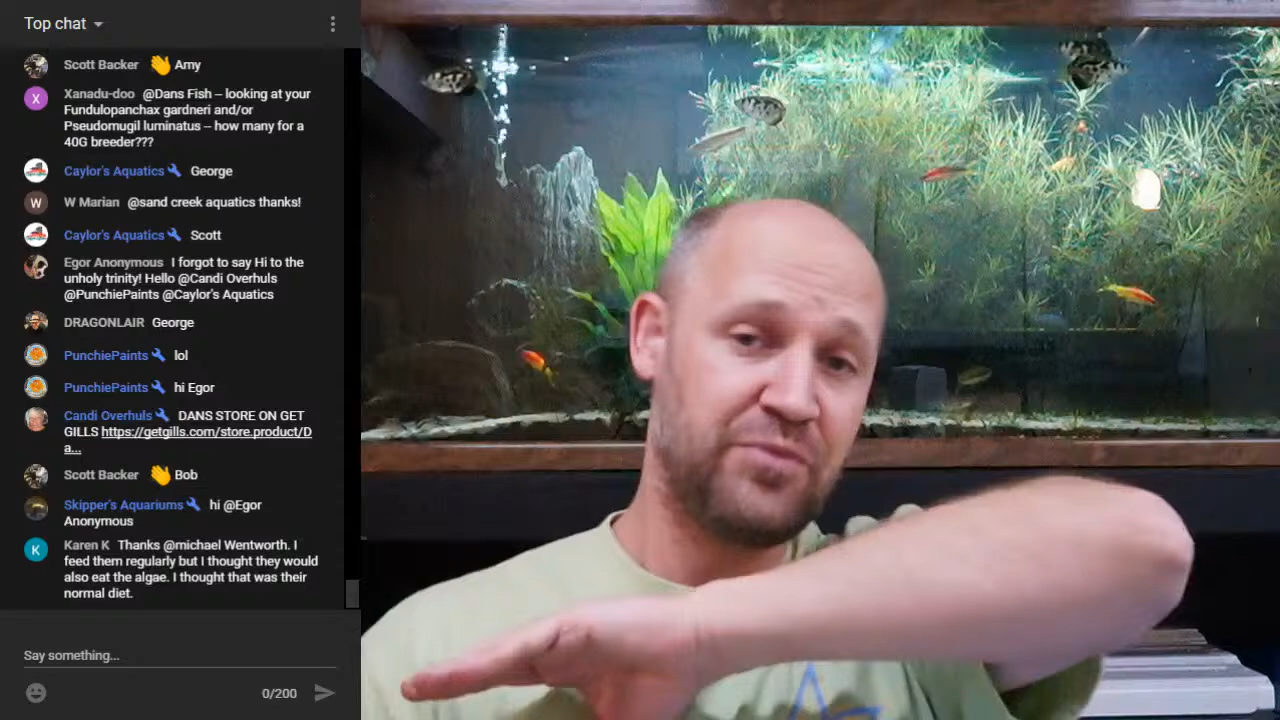 Top chat
Scott Backer 👋 Amy
X Xanadu-doo @Dans Fish -- looking at your
Fundulopanchax gardneri and/or
Pseudomugil luminatus -- how many for a
40G breeder???
Caylor's Aquatics George
W W Marian @sand creek aquatics thanks!
Caylor's Aquatics Scott
Egor Anonymous I forgot to say Hi to the
unholy trinity! Hello @Candi Overhuls
@PunchiePaints @Caylor's Aquatics
DRAGONLAIR George
PunchiePaints lol
PunchiePaints hi Egor
Candi Overhuls DANS STORE ON GET
GILLS https://getgills.com/store.product/D
a...
Scott Backer 👋 Bob
Skipper's Aquariums hi @Egor
Anonymous
K Karen K Thanks @michael Wentworth. I
feed them regularly but I thought they would
also eat the algae. I thought that was their
normal diet.
Say something...
0/200